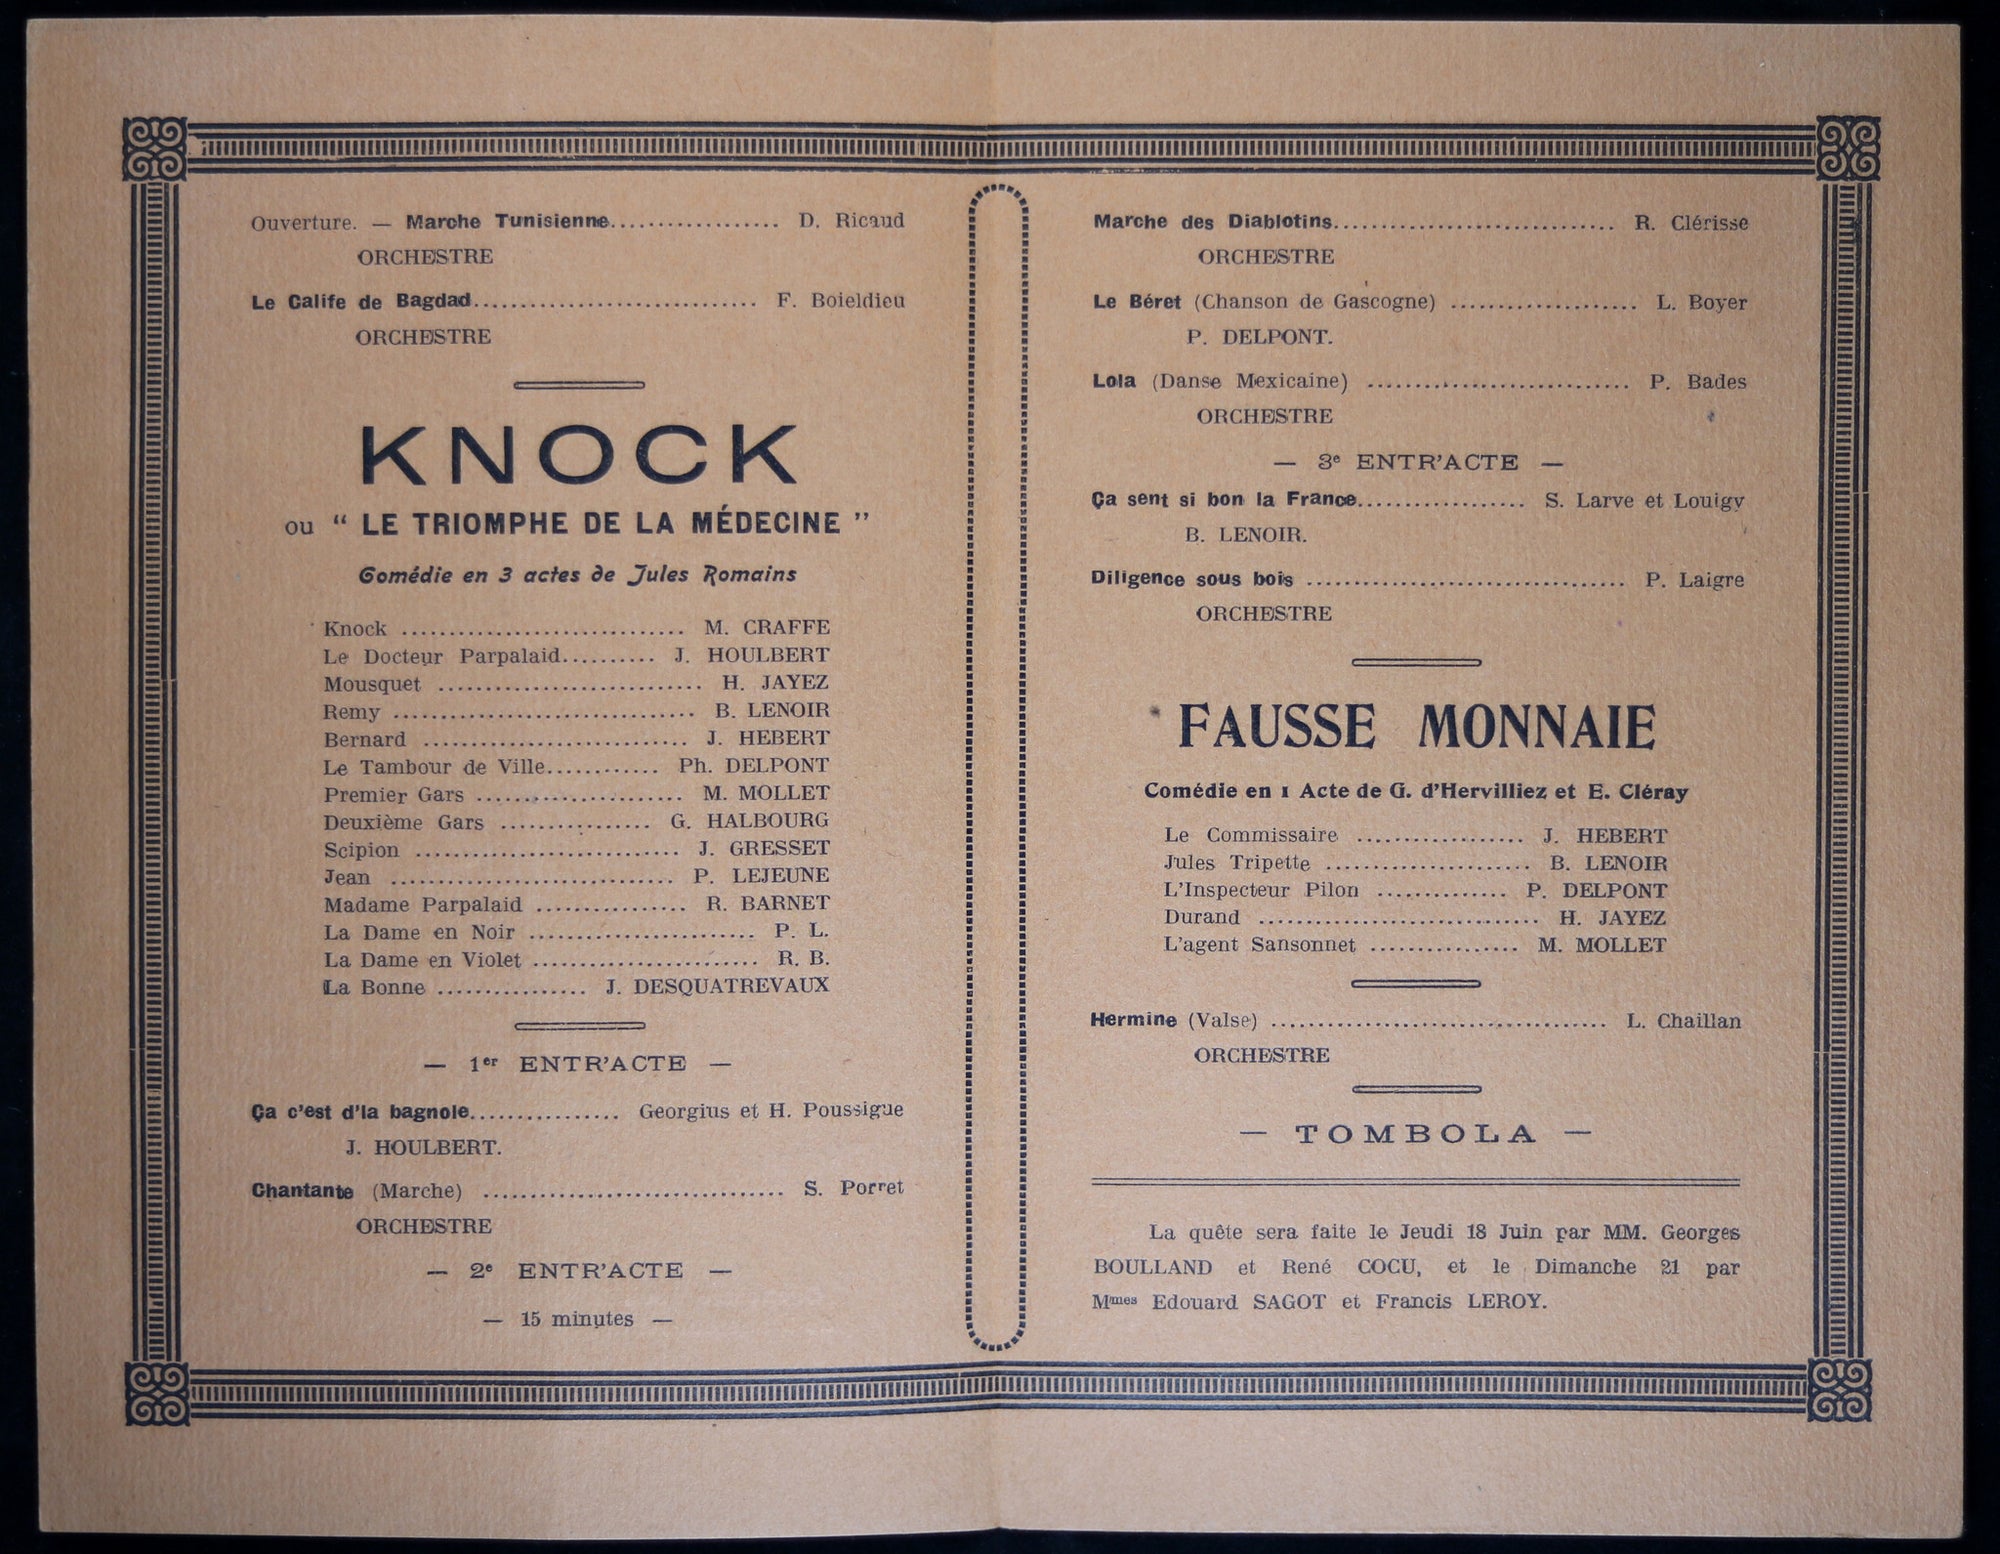 Ouverture. — Marche Tunisienne.................. D. Ricaud
ORCHESTRE
Le Calife de Bagdad.............................. F. Boieldieu
ORCHESTRE
KNOCK
ou “ LE TRIOMPHE DE LA MÉDECINE ”
Comédie en 3 actes de Jules Romains
Knock .............................. M. CRAFFE
Le Docteur Parpalaid.......... J. HOULBERT
Mousquet ............................ H. JAYEZ
Remy ................................ B. LENOIR
Bernard ............................ J. HEBERT
Le Tambour de Ville............ Ph. DELPONT
Premier Gars ...................... M. MOLLET
Deuxième Gars ................ G. HALBOURG
Scipion ............................ J. GRESSET
Jean .............................. P. LEJEUNE
Madame Parpalaid ................ R. BARNET
La Dame en Noir ........................ P. L.
La Dame en Violet ........................ R. B.
La Bonne ................ J. DESQUATREVAUX
— 1er ENTR'ACTE —
Ça c'est d'la bagnole................ Georgius et H. Poussigue
J. HOULBERT.
Chantante (Marche) ................................ S. Porret
ORCHESTRE
— 2e ENTR'ACTE —
— 15 minutes —
Marche des Diablotins.............................. R. Clérisse
ORCHESTRE
Le Béret (Chanson de Gascogne) .................... L. Boyer
P. DELPONT.
Lola (Danse Mexicaine) ............................ P. Bades
ORCHESTRE
— 3e ENTR'ACTE —
Ça sent si bon la France.................. S. Larve et Louigy
B. LENOIR.
Diligence sous bois .................................. P. Laigre
ORCHESTRE
FAUSSE MONNAIE
Comédie en 1 Acte de G. d'Hervilliez et E. Cléray
Le Commissaire .................. J. HEBERT
Jules Tripette ...................... B. LENOIR
L'Inspecteur Pilon .............. P. DELPONT
Durand .............................. H. JAYEZ
L'agent Sansonnet ................ M. MOLLET
Hermine (Valse) .................................... L. Chaillan
ORCHESTRE
— TOMBOLA —
La quête sera faite le Jeudi 18 Juin par MM. Georges
BOULLAND et René COCU, et le Dimanche 21 par
Mmes Edouard SAGOT et Francis LEROY.